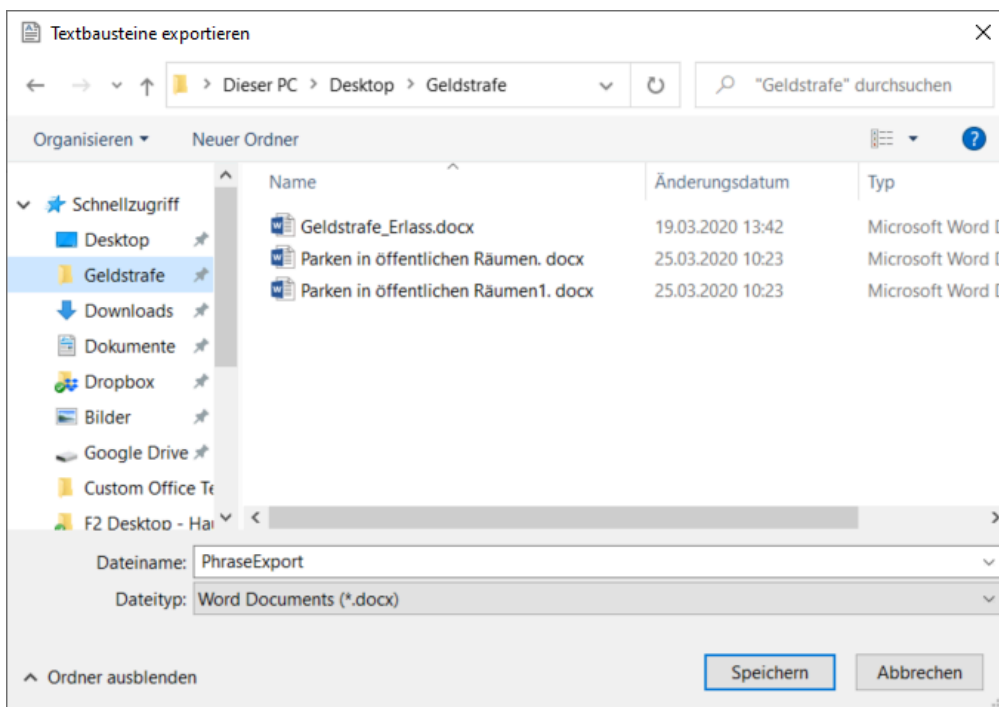 Textbausteine exportieren
Dieser PC > Desktop > Geldstrafe
"Geldstrafe" durchsuchen
Organisieren
Neuer Ordner
Name
Änderungsdatum
Typ
Schnellzugriff
Desktop
Geldstrafe
Downloads
Dokumente
Dropbox
Bilder
Google Drive
Custom Office Te
F2 Desktop - Hau
Geldstrafe_Erlass.docx 19.03.2020 13:42 Microsoft Word D
Parken in öffentlichen Räumen. docx 25.03.2020 10:23 Microsoft Word D
Parken in öffentlichen Räumen1. docx 25.03.2020 10:23 Microsoft Word D
Dateiname: PhraseExport
Dateityp: Word Documents (*.docx)
Ordner ausblenden
Speichern
Abbrechen